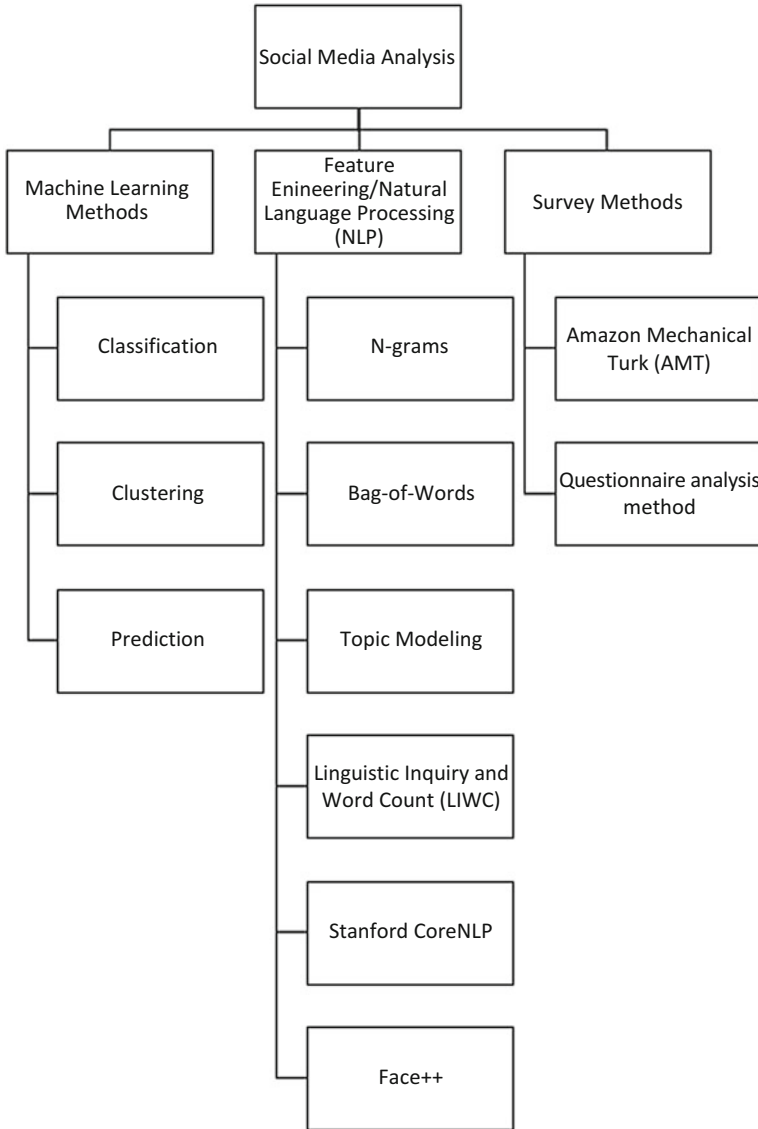 Social Media Analysis
Machine Learning
Methods
Feature
Enineering/Natural
Language Processing
(NLP)
Survey Methods
Classification
N-grams
Amazon Mechanical
Turk (AMT)
Clustering
Bag-of-Words
Questionnaire analysis
method
Prediction
Topic Modeling
Linguistic Inquiry and
Word Count (LIWC)
Stanford CoreNLP
Face++